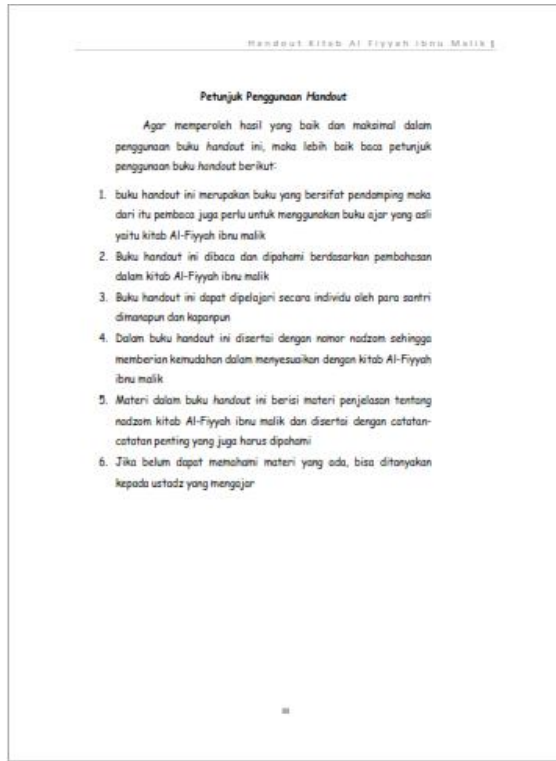 Handout Kitab Al Fiyyah ibnu Malik §
Petunjuk Penggunaan Handout
Agar memperoleh hasil yang baik dan maksimal dalam
penggunaan buku handout ini, maka lebih baik baca petunjuk
penggunaan buku handout berikut:
1. buku handout ini merupakan buku yang bersifat pendamping maka
dari itu pembaca juga perlu untuk menggunakan buku ajar yang asli
yaitu kitab Al-Fiyyah ibnu malik
2. Buku handout ini dibaca dan dipahami berdasarkan pembahasan
dalam kitab Al-Fiyyah ibnu malik
3. Buku handout ini dapat dipelajari secara individu oleh para santri
dimanapun dan kapanpun
4. Dalam buku handout ini disertai dengan nomor nadzom sehingga
memberian kemudahan dalam menyesuaikan dengan kitab Al-Fiyyah
ibnu malik
5. Materi dalam buku handout ini berisi materi penjelasan tentang
nadzom kitab Al-Fiyyah ibnu malik dan disertai dengan catatan-
catatan penting yang juga harus dipahami
6. Jika belum dapat memahami materi yang ada, bisa ditanyakan
kepada ustadz yang mengajar